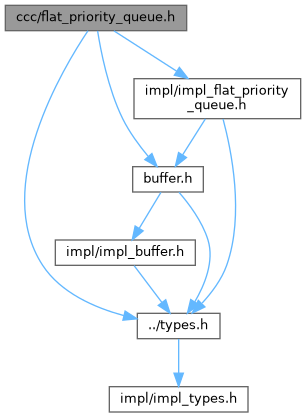 ccc/flat_priority_queue.h
impl/impl_flat_priority
_queue.h
buffer.h
impl/impl_buffer.h
../types.h
impl/impl_types.h